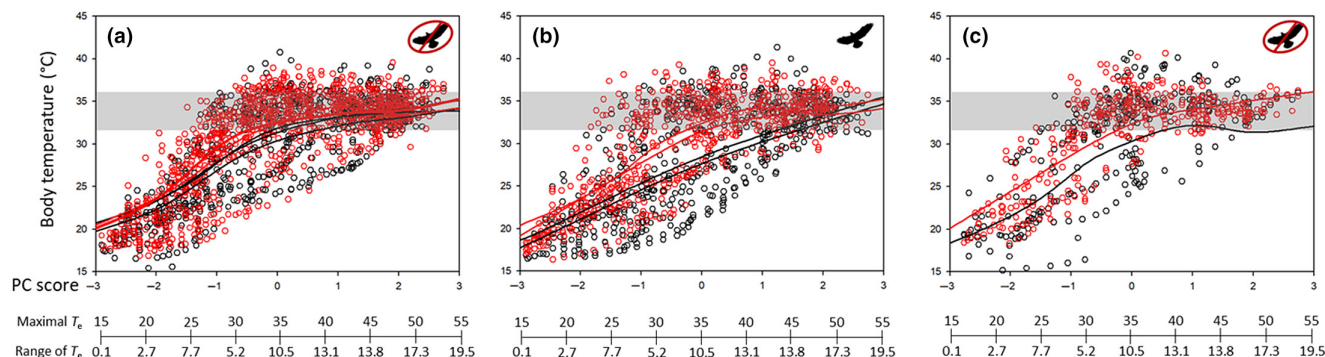 (a) (b) (c)
Body temperature (°C)
45 40 35 30 25 20 15
45 40 35 30 25 20 15
45 40 35 30 25 20 15
PC score –3 –2 –1 0 1 2 3 –3 –2 –1 0 1 2 3 –3 –2 –1 0 1 2 3
Maximal Te 15 20 25 30 35 40 45 50 55 15 20 25 30 35 40 45 50 55 15 20 25 30 35 40 45 50 55
Range of Te 0.1 2.7 7.7 5.2 10.5 13.1 13.8 17.3 19.5 0.1 2.7 7.7 5.2 10.5 13.1 13.8 17.3 19.5 0.1 2.7 7.7 5.2 10.5 13.1 13.8 17.3 19.5